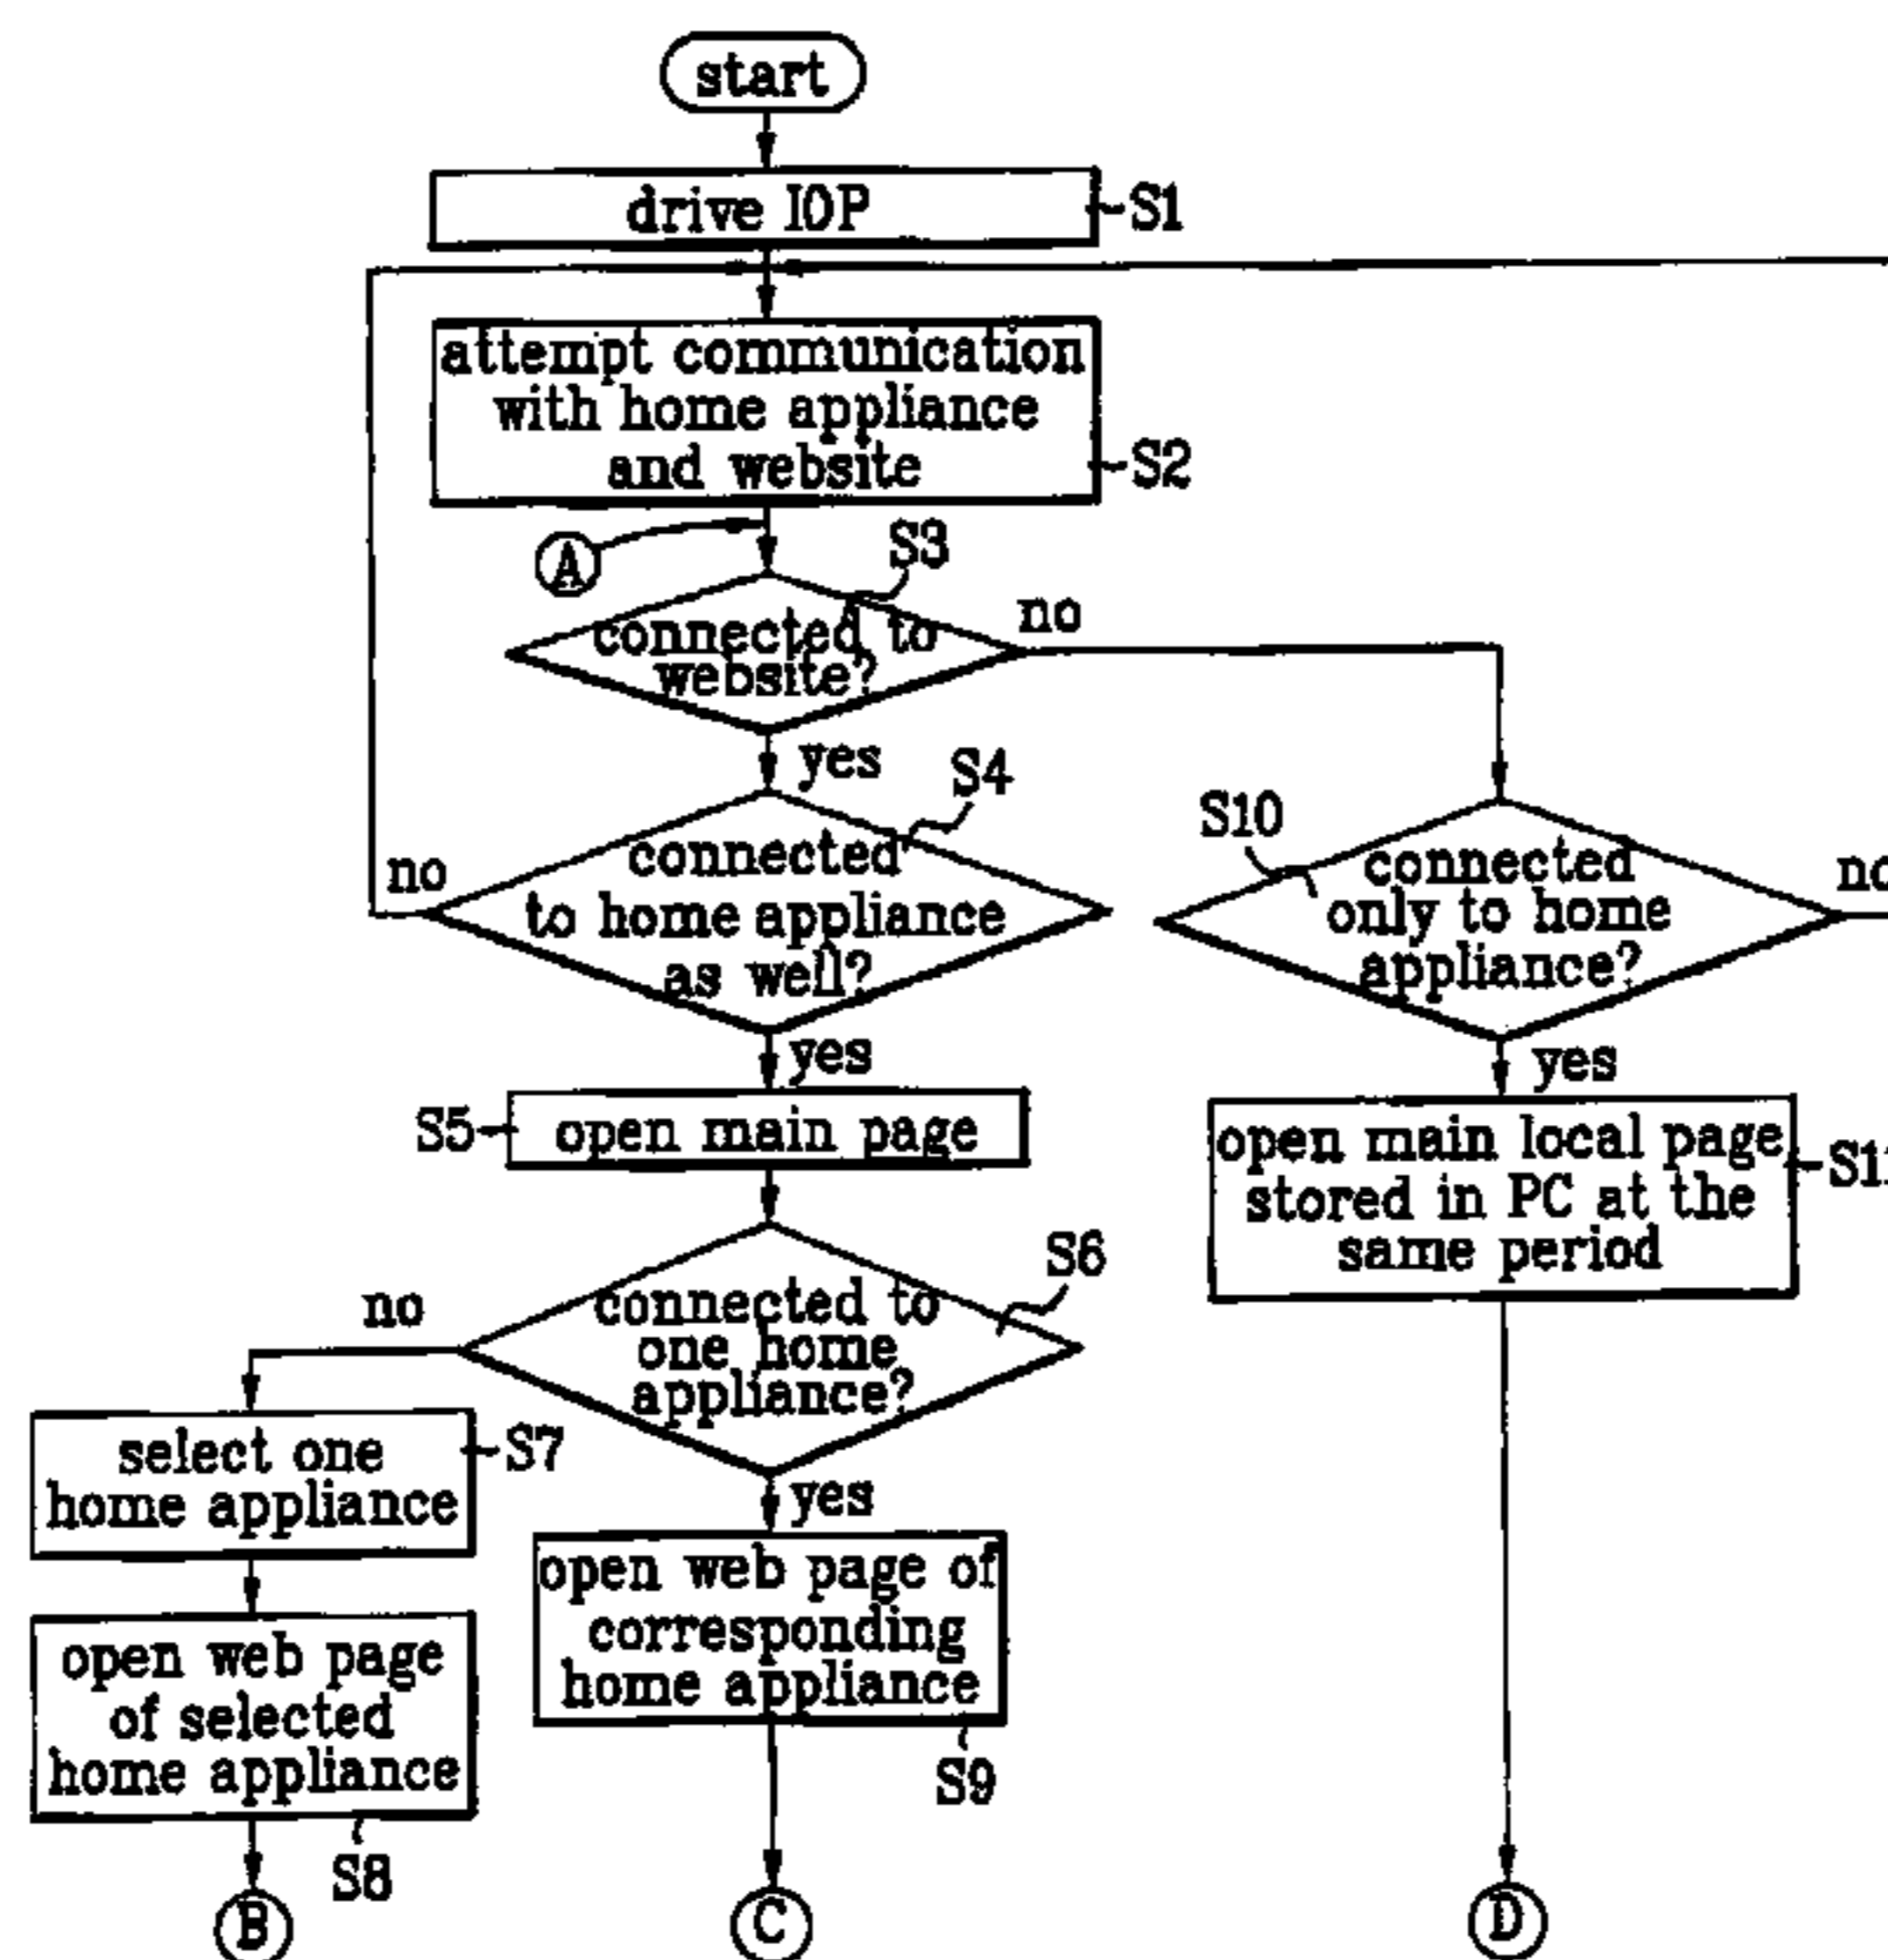 start
drive IOP
S1
attempt communication
with home appliance
and website
S2
A
S3
connected to
website?
no
yes
S4
connected
to home appliance
as well?
no
yes
S10
connected
only to home
appliance?
no
yes
S5
open main page
open main local page
stored in PC at the
same period
S11
S6
connected to
one home
appliance?
no
yes
select one
home appliance
S7
open web page
of selected
home appliance
S8
open web page of
corresponding
home appliance
S9
B
C
D